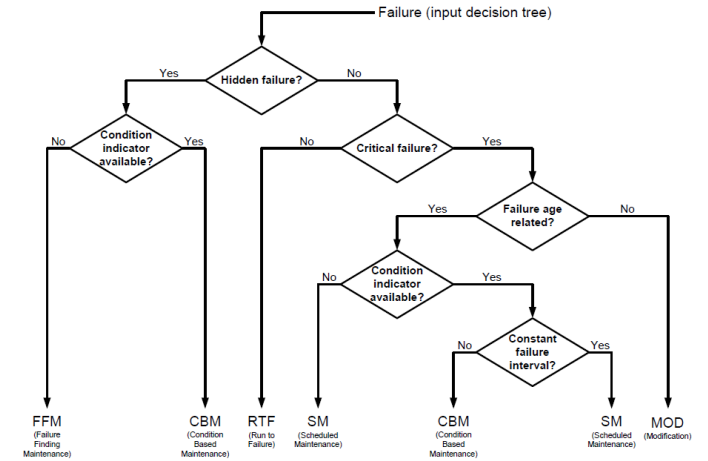 Failure (input decision tree)
Yes
Hidden failure?
No
No
Condition
indicator
available?
Yes
No
Critical failure?
Yes
Yes
Failure age
related?
No
No
Condition
indicator
available?
Yes
No
Constant
failure
interval?
Yes
FFM
(Failure
Finding
Maintenance)
CBM
(Condition
Based
Maintenance)
RTF
(Run to
Failure)
SM
(Scheduled
Maintenance)
CBM
(Condition
Based
Maintenance)
SM
(Scheduled
Maintenance)
MOD
(Modification)